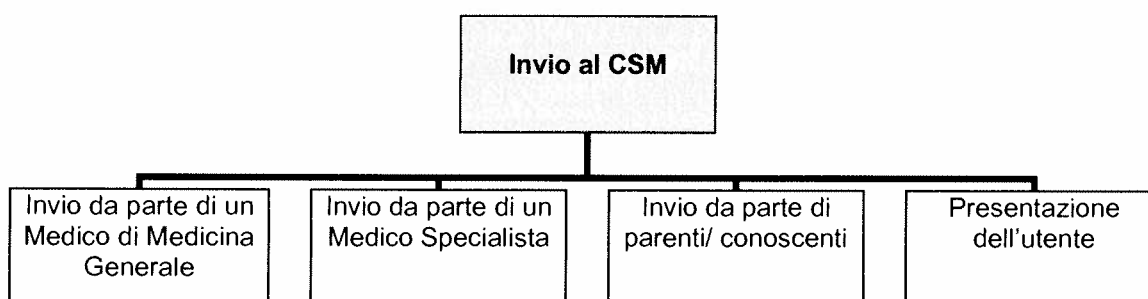 Invio al CSM
Invio da parte di un
Medico di Medicina
Generale
Invio da parte di un
Medico Specialista
Invio da parte di
parenti/ conoscenti
Presentazione
dell'utente